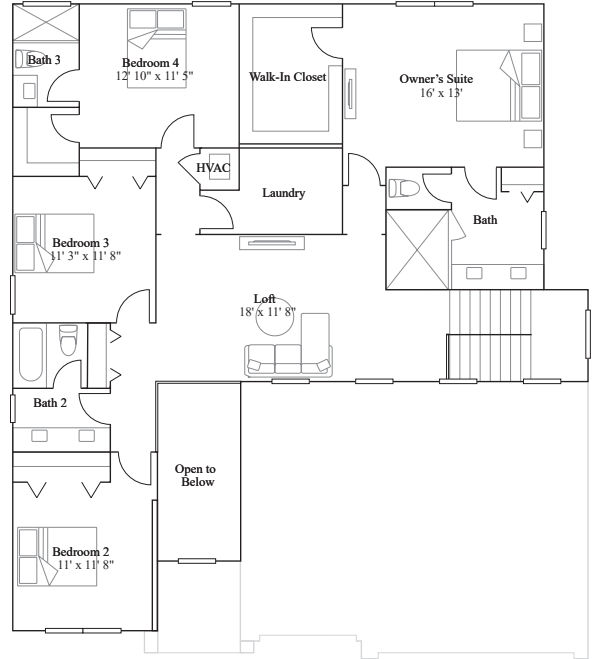 Bath 3
Bedroom 4
12' 10" x 11' 5"
Walk-In Closet
Owner's Suite
16' x 13'
HVAC
Laundry
Bath
Bedroom 3
11' 3" x 11' 8"
Loft
18' x 11' 8"
Bath 2
Open to
Below
Bedroom 2
11' x 11' 8"